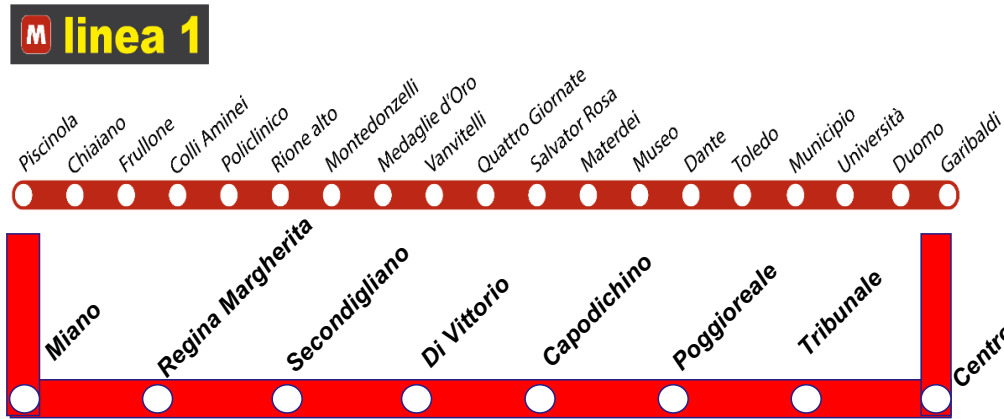 M linea 1
Piscinola
Chiaiano
Frullone
Colli Aminei
Policlinico
Rione alto
Montedonzelli
Medaglie d'Oro
Vanvitelli
Quattro Giornate
Salvator Rosa
Materdei
Museo
Dante
Toledo
Municipio
Università
Duomo
Garibaldi
Miano
Regina Margherita
Secondigliano
Di Vittorio
Capodichino
Poggioreale
Tribunale
Centro